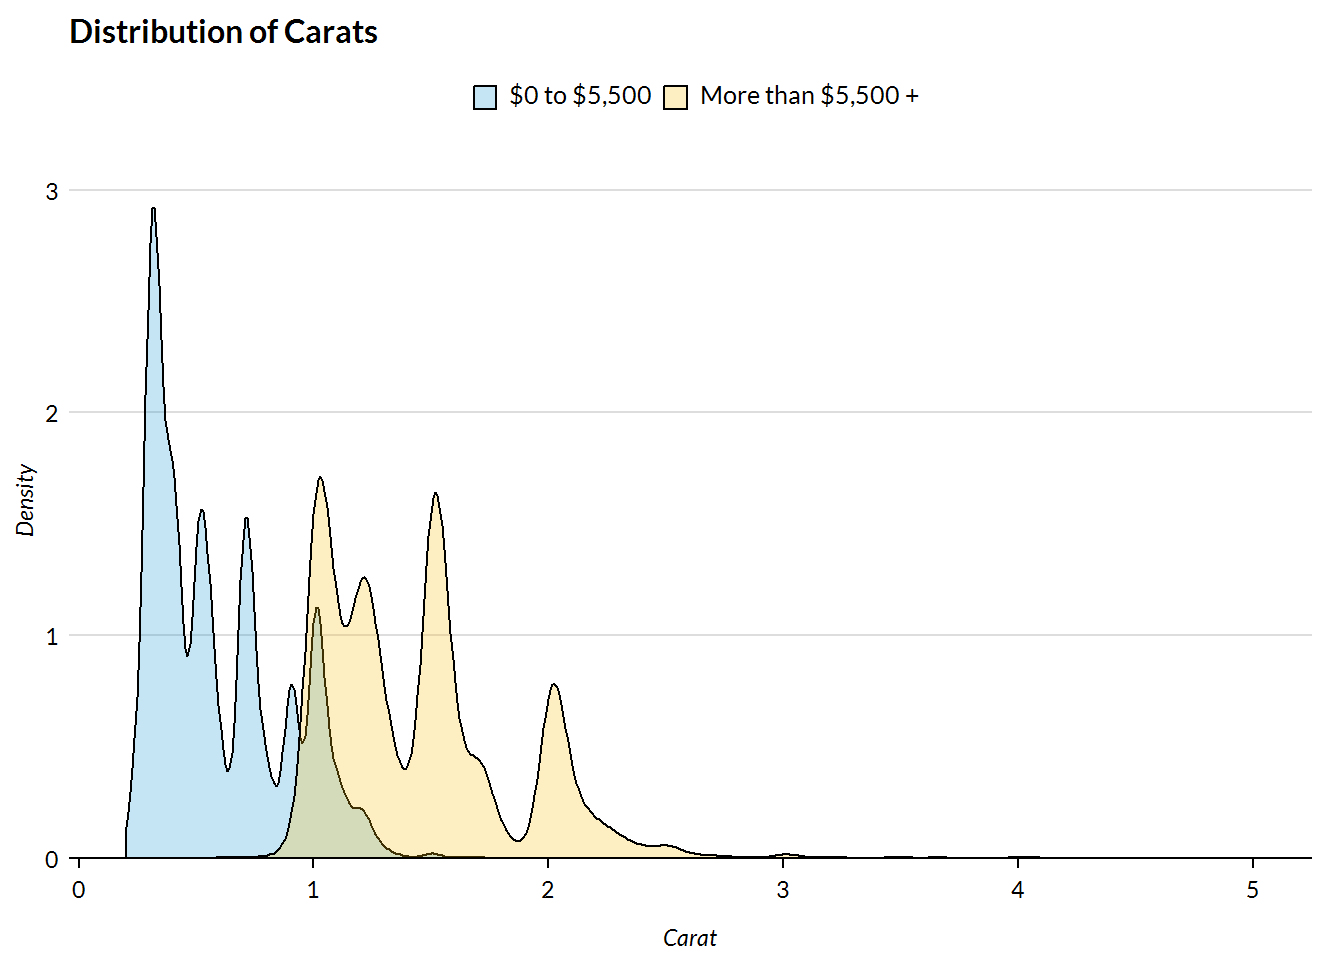 Distribution of Carats
$0 to $5,500 More than $5,500 +
3
2
1
0
Density
0 1 2 3 4 5
Carat